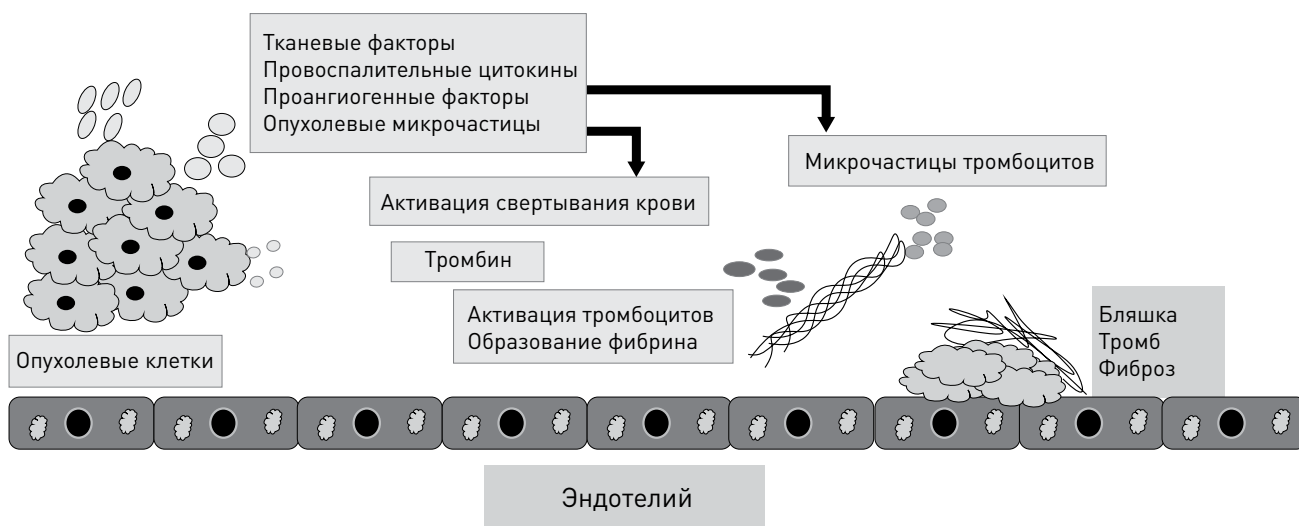 Тканевые факторы
Провоспалительные цитокины
Проангиогенные факторы
Опухолевые микрочастицы
Микрочастицы тромбоцитов
Активация свертывания крови
Тромбин
Активация тромбоцитов
Образование фибрина
Бляшка
Тромб
Фиброз
Опухолевые клетки
Эндотелий